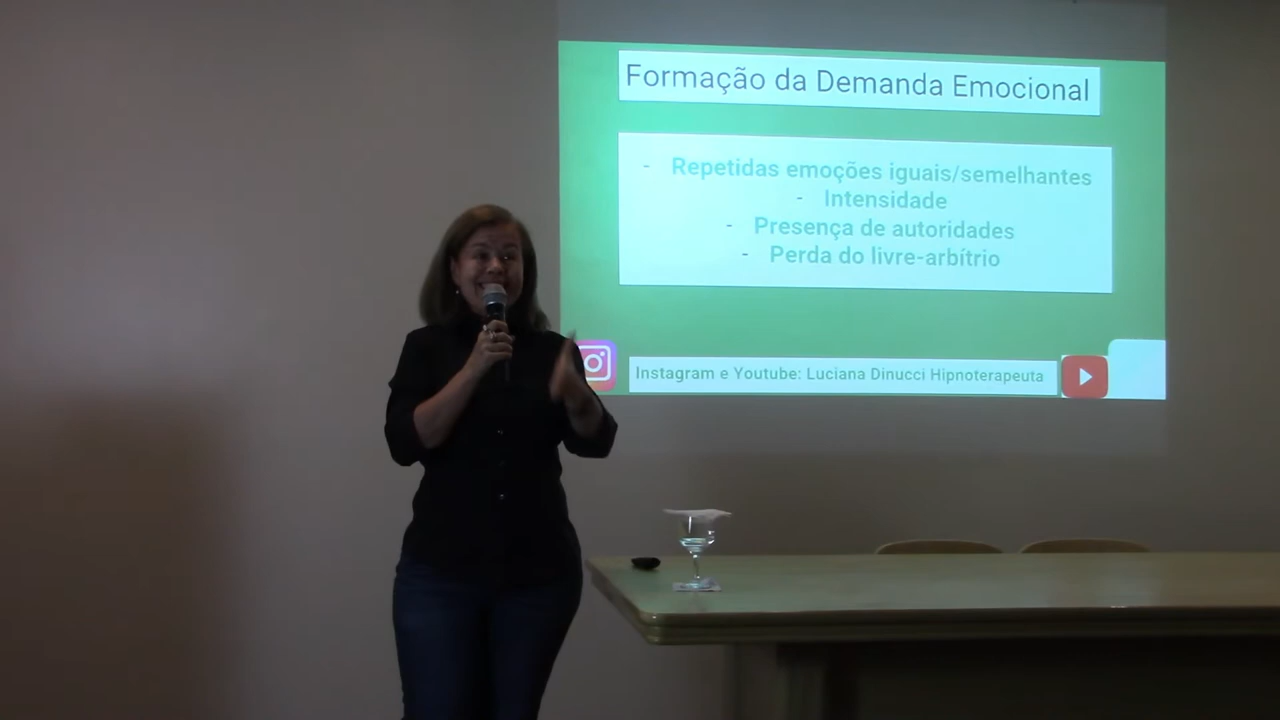 Formação da Demanda Emocional
- Repetidas emoções iguais/semelhantes
- Intensidade
- Presença de autoridades
- Perda do livre-arbítrio
Instagram e Youtube: Luciana Dinucci Hipnoterapeuta